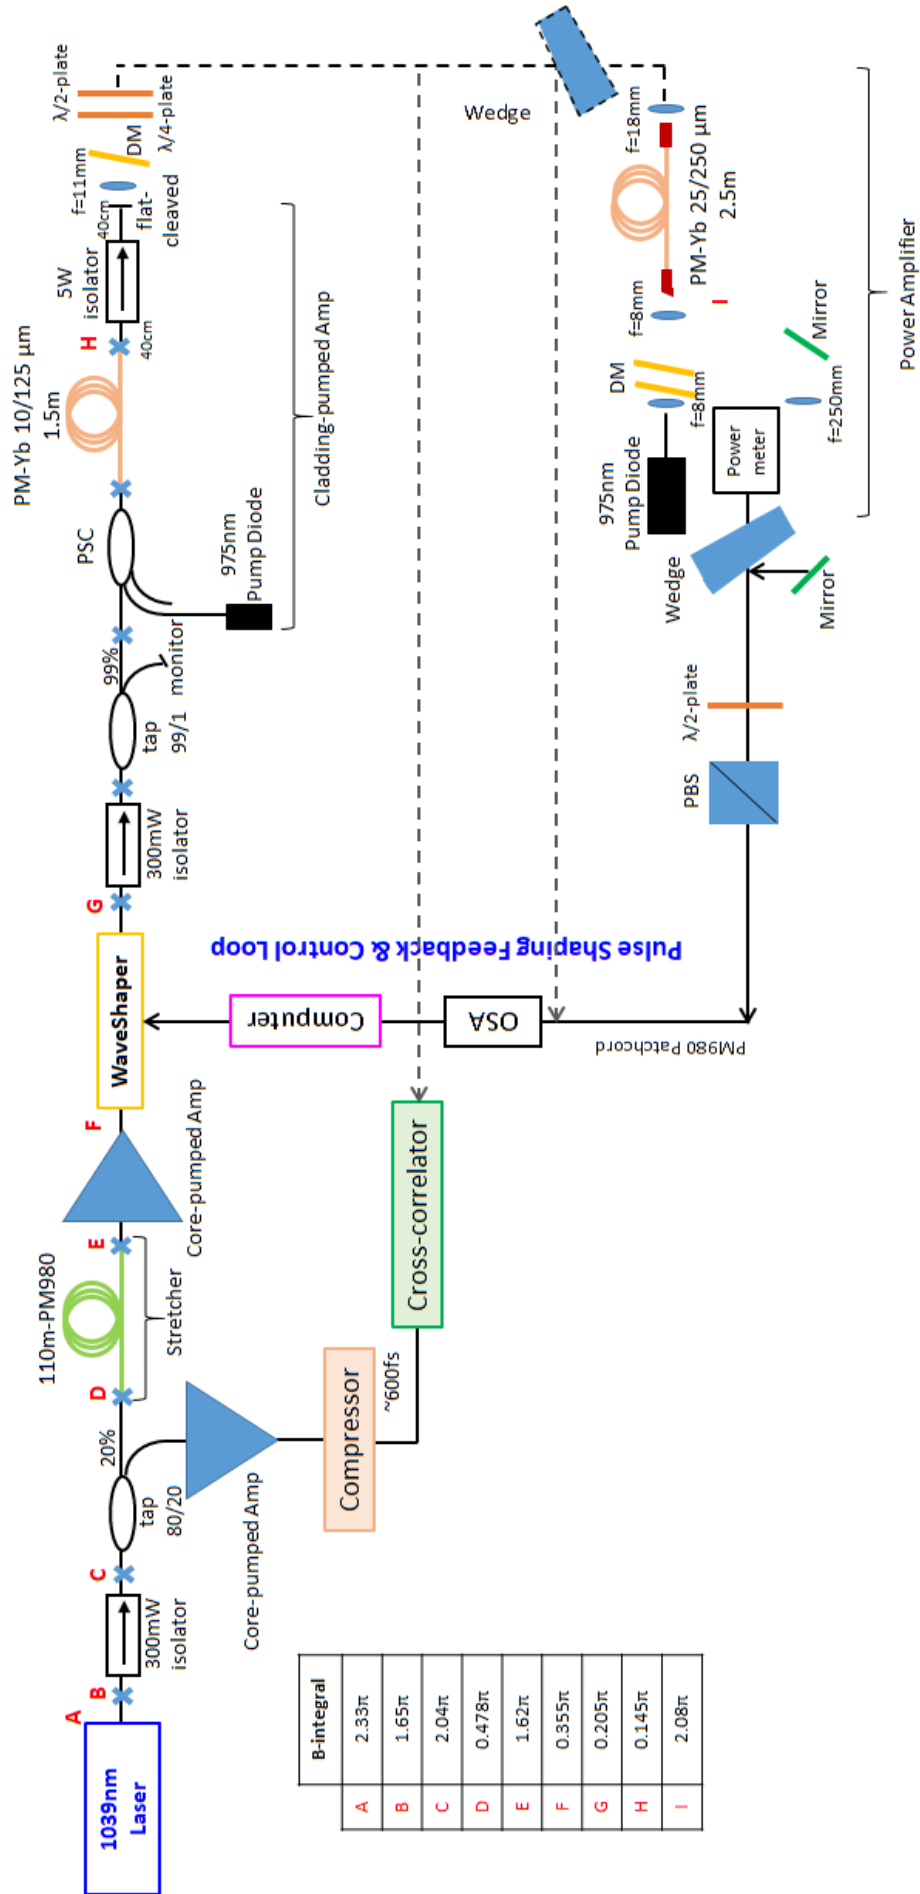 1039nm
Laser
A
B
300mW
isolator
C
tap
80/20
20%
D
110m-PM980
Stretcher
E
Core-pumped Amp
F
WaveShaper
G
300mW
isolator
tap
99/1
99%
monitor
PSC
975nm
Pump Diode
PM-Yb 10/125 µm
1.5m
H
40cm
5W
isolator
40cm
flat-
cleaved
f=11mm
DM
λ/2-plate
λ/4-plate
Cladding-pumped Amp
Core-pumped Amp
Compressor
~600fs
Cross-correlator
Computer
OSA
Pulse Shaping Feedback & Control Loop
PM980 Patchcord
PBS
λ/2-plate
Wedge
Mirror
Power
meter
f=250mm
Mirror
975nm
Pump Diode
f=8mm
DM
f=8mm
I
PM-Yb 25/250 µm
2.5m
f=18mm
Wedge
Power Amplifier
B-integral
A 2.33π
B 1.65π
C 2.04π
D 0.478π
E 1.62π
F 0.355π
G 0.205π
H 0.145π
I 2.08π